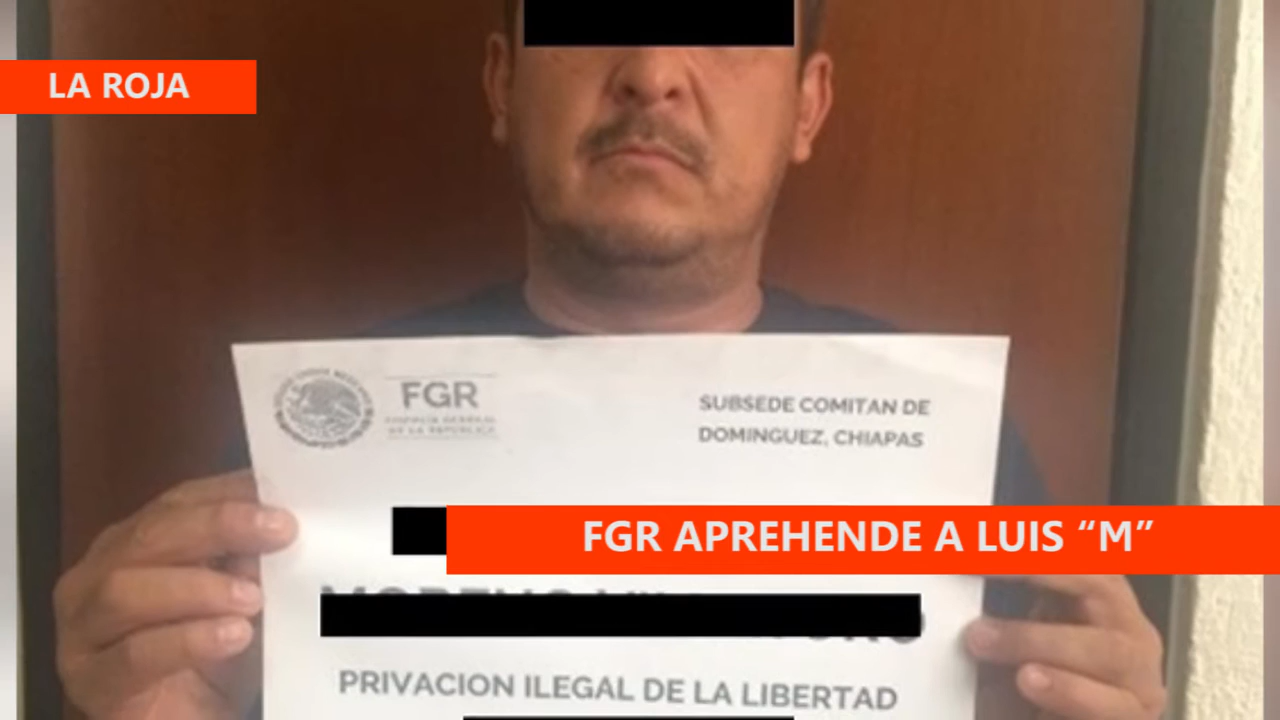 LA ROJA
FGR
SUBSEDE COMITAN DE
DOMINGUEZ, CHIAPAS
FGR APREHENDE A LUIS “M”
PRIVACION ILEGAL DE LA LIBERTAD